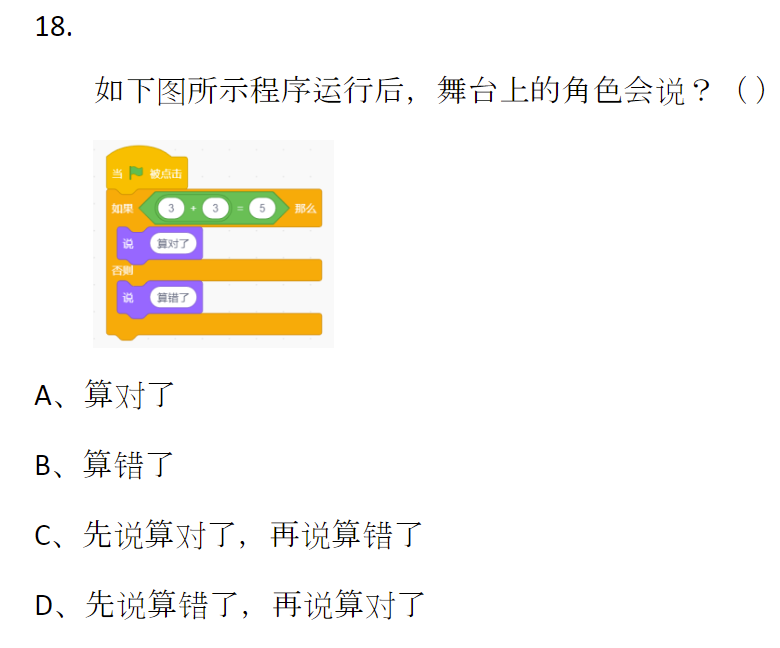 18.
如下图所示程序运行后，舞台上的角色会说？（）
当 被点击
如果 3 + 3 = 5 那么
说 算对了
否则
说 算错了
A、算对了
B、算错了
C、先说算对了，再说算错了
D、先说算错了，再说算对了